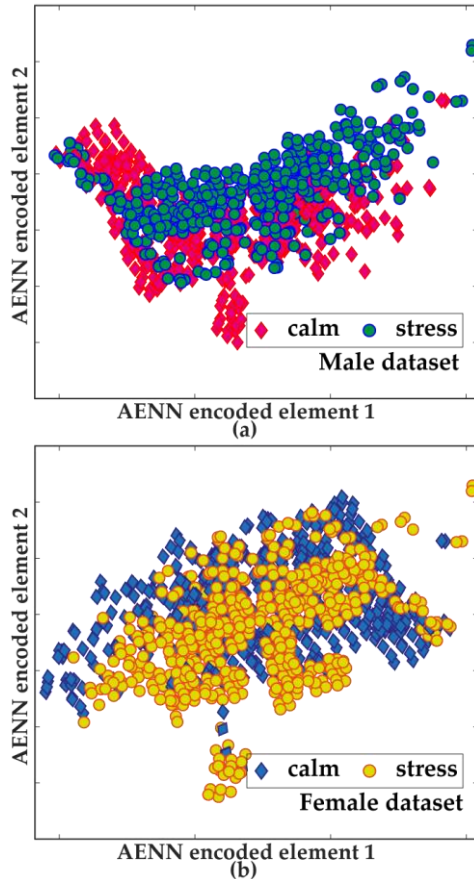 AENN encoded element 2
calm stress
Male dataset
AENN encoded element 1
(a)
AENN encoded element 2
calm stress
Female dataset
AENN encoded element 1
(b)